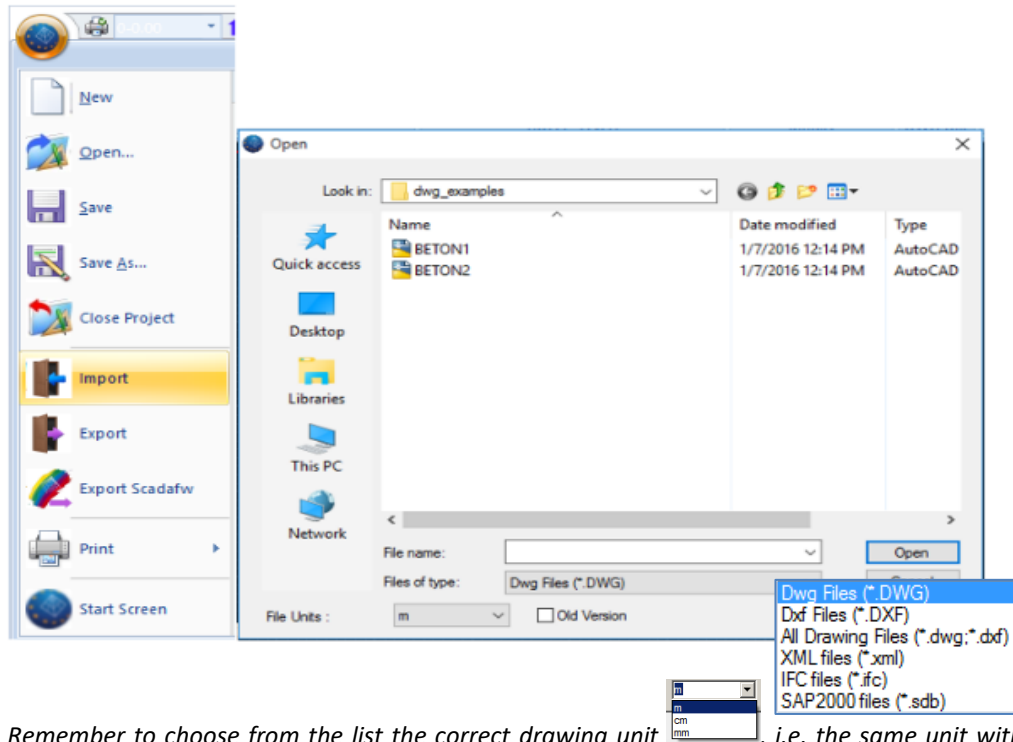 New
Open...
Save
Save As...
Close Project
Import
Export
Export Scadafw
Print
Start Screen
Open
Look in: dwg_examples
Name Date modified Type
BETON1 1/7/2016 12:14 PM AutoCAD
BETON2 1/7/2016 12:14 PM AutoCAD
Quick access
Desktop
Libraries
This PC
Network
File name: Open
Files of type: Dwg Files (*.DWG)
File Units : m Old Version
Dwg Files (*.DWG)
Dxf Files (*.DXF)
All Drawing Files (*.dwg;*.dxf)
XML files (*.xml)
IFC files (*.ifc)
SAP2000 files (*.sdb)
m
m
cm
mm
Remember to choose from the list the correct drawing unit , i.e. the same unit with